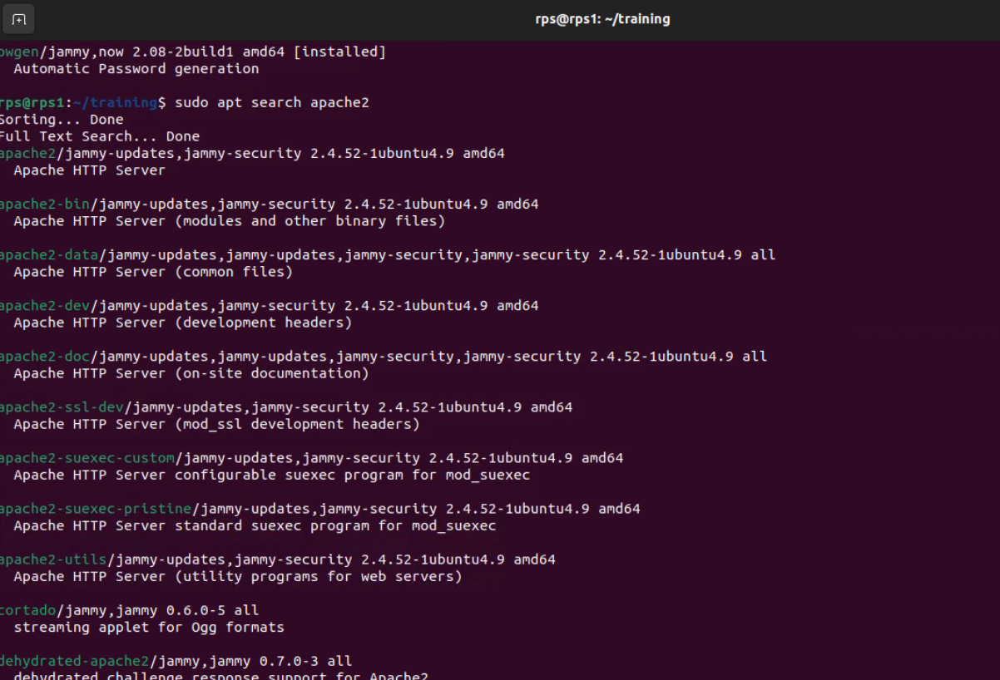 rps@rps1: ~/training
owgen/jammy,now 2.08-2build1 amd64 [installed]
  Automatic Password generation
rps@rps1:~/training$ sudo apt search apache2
Sorting... Done
Full Text Search... Done
apache2/jammy-updates,jammy-security 2.4.52-1ubuntu4.9 amd64
  Apache HTTP Server
apache2-bin/jammy-updates,jammy-security 2.4.52-1ubuntu4.9 amd64
  Apache HTTP Server (modules and other binary files)
apache2-data/jammy-updates,jammy-updates,jammy-security,jammy-security 2.4.52-1ubuntu4.9 all
  Apache HTTP Server (common files)
apache2-dev/jammy-updates,jammy-security 2.4.52-1ubuntu4.9 amd64
  Apache HTTP Server (development headers)
apache2-doc/jammy-updates,jammy-updates,jammy-security,jammy-security 2.4.52-1ubuntu4.9 all
  Apache HTTP Server (on-site documentation)
apache2-ssl-dev/jammy-updates,jammy-security 2.4.52-1ubuntu4.9 amd64
  Apache HTTP Server (mod_ssl development headers)
apache2-suexec-custom/jammy-updates,jammy-security 2.4.52-1ubuntu4.9 amd64
  Apache HTTP Server configurable suexec program for mod_suexec
apache2-suexec-pristine/jammy-updates,jammy-security 2.4.52-1ubuntu4.9 amd64
  Apache HTTP Server standard suexec program for mod_suexec
apache2-utils/jammy-updates,jammy-security 2.4.52-1ubuntu4.9 amd64
  Apache HTTP Server (utility programs for web servers)
cortado/jammy,jammy 0.6.0-5 all
  streaming applet for Ogg formats
dehydrated-apache2/jammy,jammy 0.7.0-3 all
  dehydrated challenge response support for Apache2